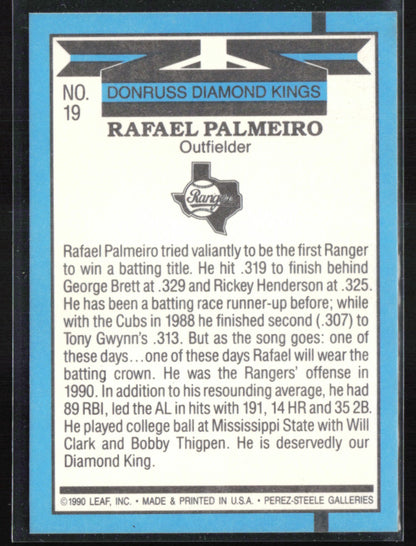 NO.
19
DONRUSS DIAMOND KINGS
RAFAEL PALMEIRO
Outfielder
Rangers
Rafael Palmeiro tried valiantly to be the first Ranger
to win a batting title. He hit .319 to finish behind
George Brett at .329 and Rickey Henderson at .325.
He has been a batting race runner-up before; while
with the Cubs in 1988 he finished second (.307) to
Tony Gwynn's .313. But as the song goes: one of
these days...one of these days Rafael will wear the
batting crown. He was the Rangers' offense in
1990. In addition to his resounding average, he had
89 RBI, led the AL in hits with 191, 14 HR and 35 2B.
He played college ball at Mississippi State with Will
Clark and Bobby Thigpen. He is deservedly our
Diamond King.
©1990 LEAF, INC. • MADE & PRINTED IN U.S.A. • PEREZ-STEELE GALLERIES